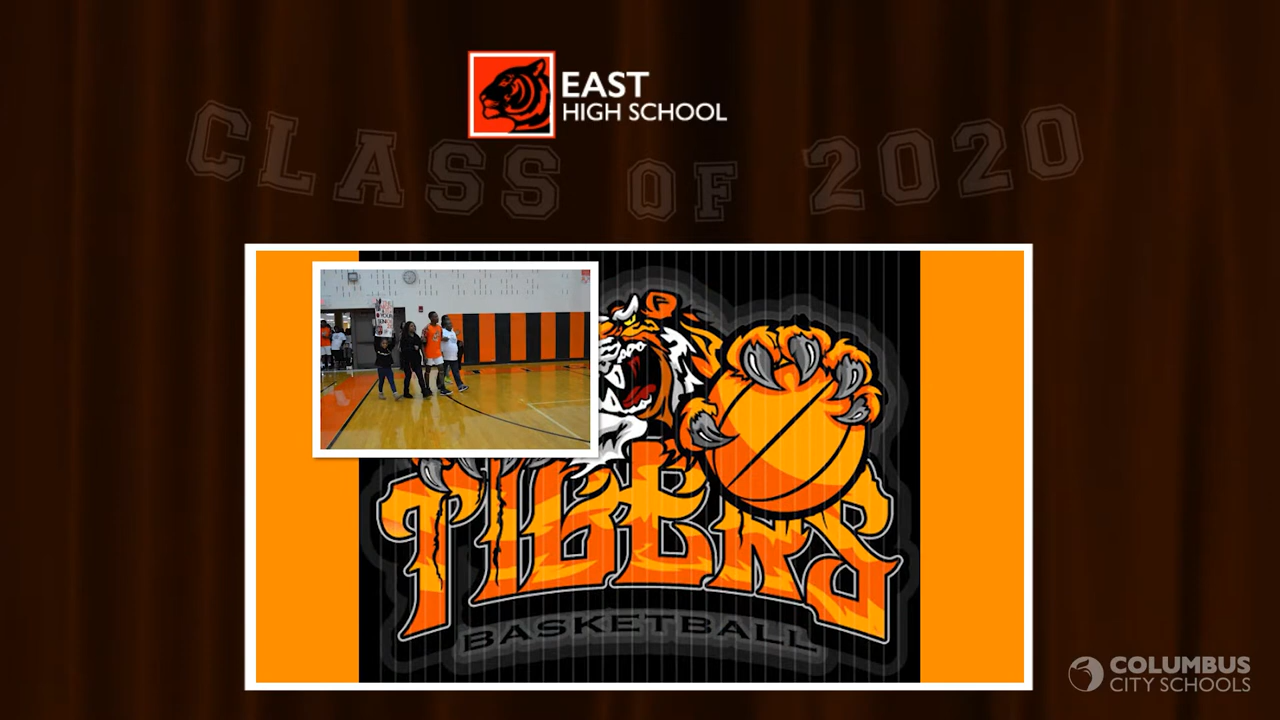 EAST
HIGH SCHOOL
CLASS OF 2020
TIGERS
BASKETBALL
COLUMBUS
CITY SCHOOLS